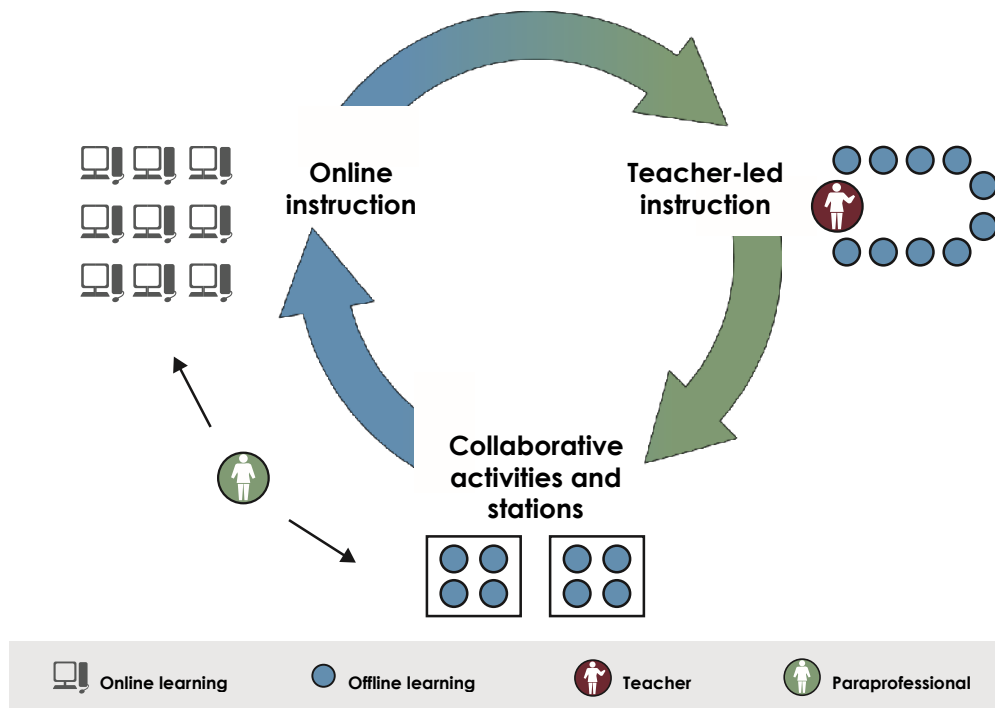 Online
instruction
Teacher-led
instruction
Collaborative
activities and
stations
Online learning
Offline learning
Teacher
Paraprofessional